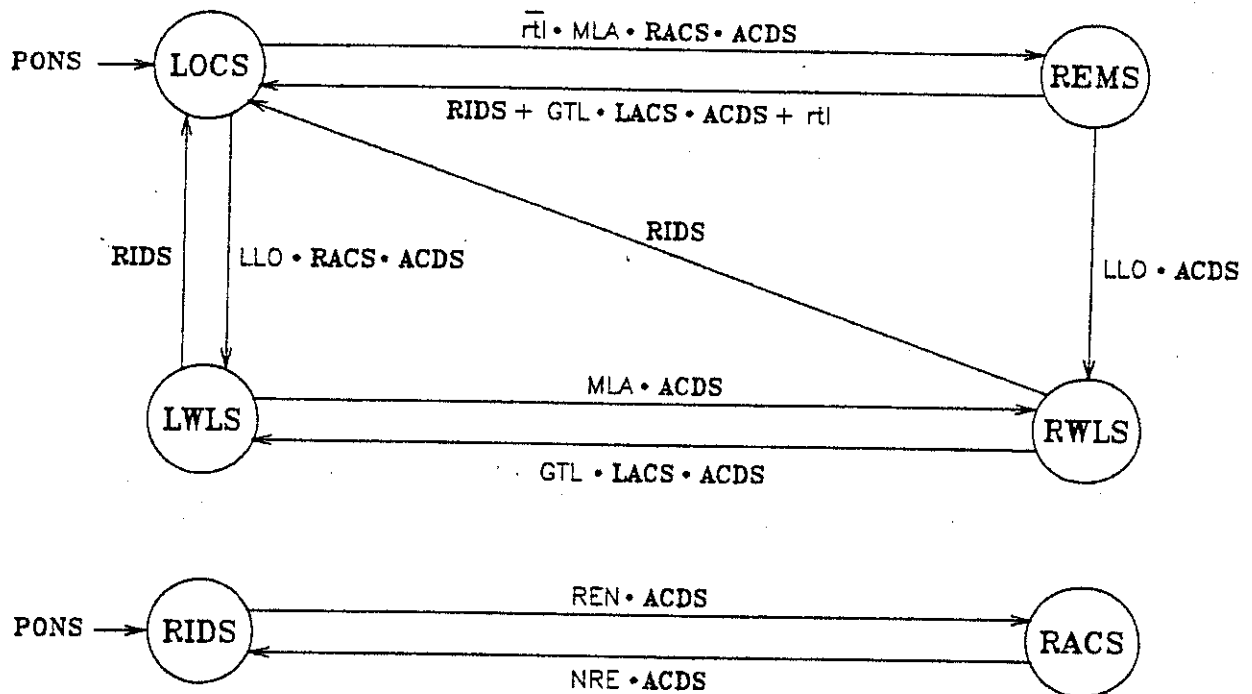 r̅t̅l̅ • MLA • RACS • ACDS
PONS
LOCS
REMS
RIDS + GTL • LACS • ACDS + rtl
RIDS
RIDS
LLO • RACS • ACDS
LLO • ACDS
MLA • ACDS
LWLS
RWLS
GTL • LACS • ACDS
REN • ACDS
PONS
RIDS
RACS
NRE • ACDS